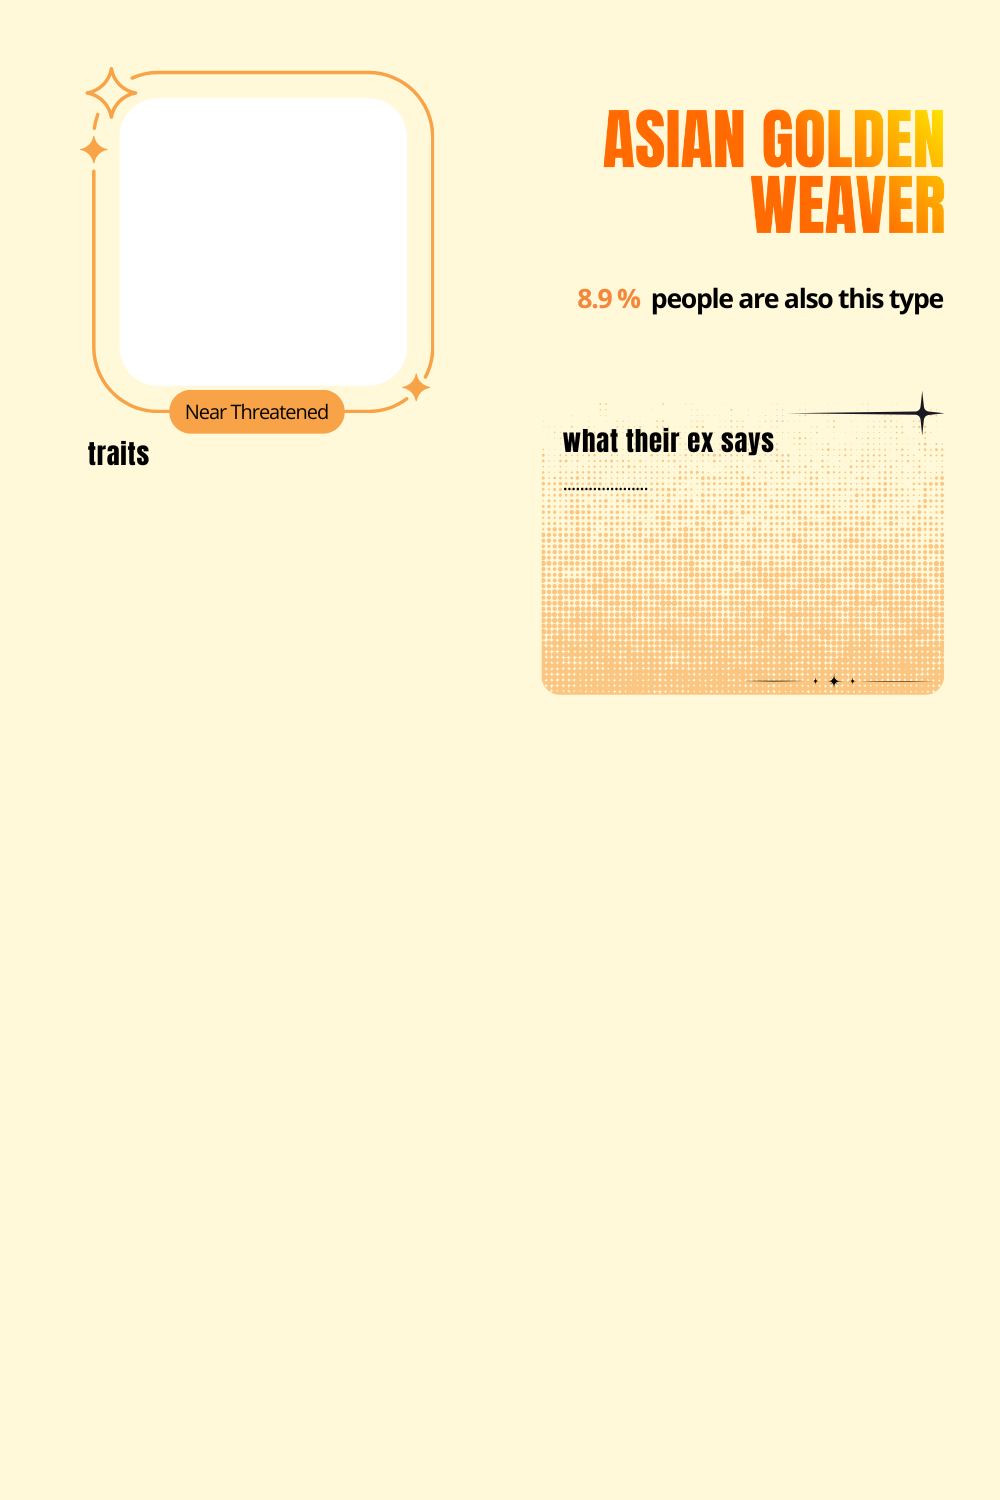 ASIAN GOLDEN
WEAVER
8.9 % people are also this type
Near Threatened
traits
what their ex says
....................